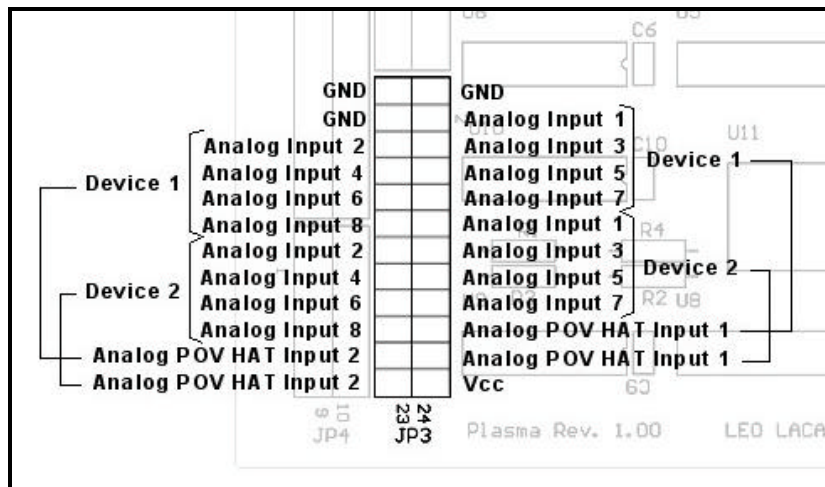 C6
GND GND
GND Analog Input 1
Analog Input 2 Analog Input 3
Analog Input 4 Analog Input 5
Analog Input 6 Analog Input 7
Analog Input 8 Analog Input 1
Analog Input 2 Analog Input 3
Analog Input 4 Analog Input 5
Analog Input 6 Analog Input 7
Analog Input 8 Analog POV HAT Input 1
Analog POV HAT Input 2 Analog POV HAT Input 1
Analog POV HAT Input 2 Vcc
Device 1
Device 2
Device 1
Device 2
U11
R4
R2 U8
9 10
JP4
23 24
JP3
Plasma Rev. 1.00 LEO LACA